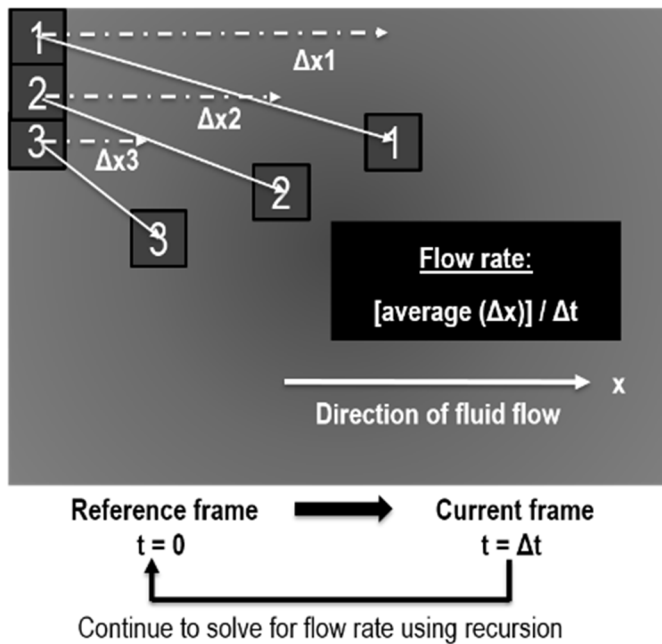 1
Δx1
2
Δx2
3
Δx3
1
2
3
Flow rate:
[average (Δx)] / Δt
x
Direction of fluid flow
Reference frame
t = 0
Current frame
t = Δt
Continue to solve for flow rate using recursion